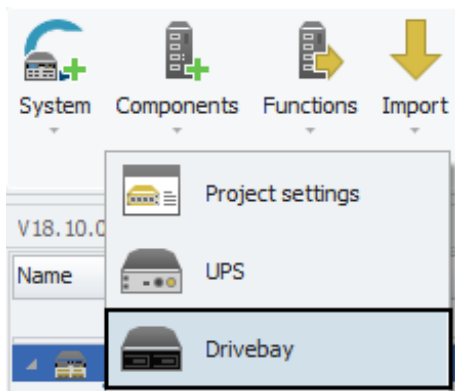 System Components Functions Import
Project settings
V18.10.0
UPS
Name
Drivebay